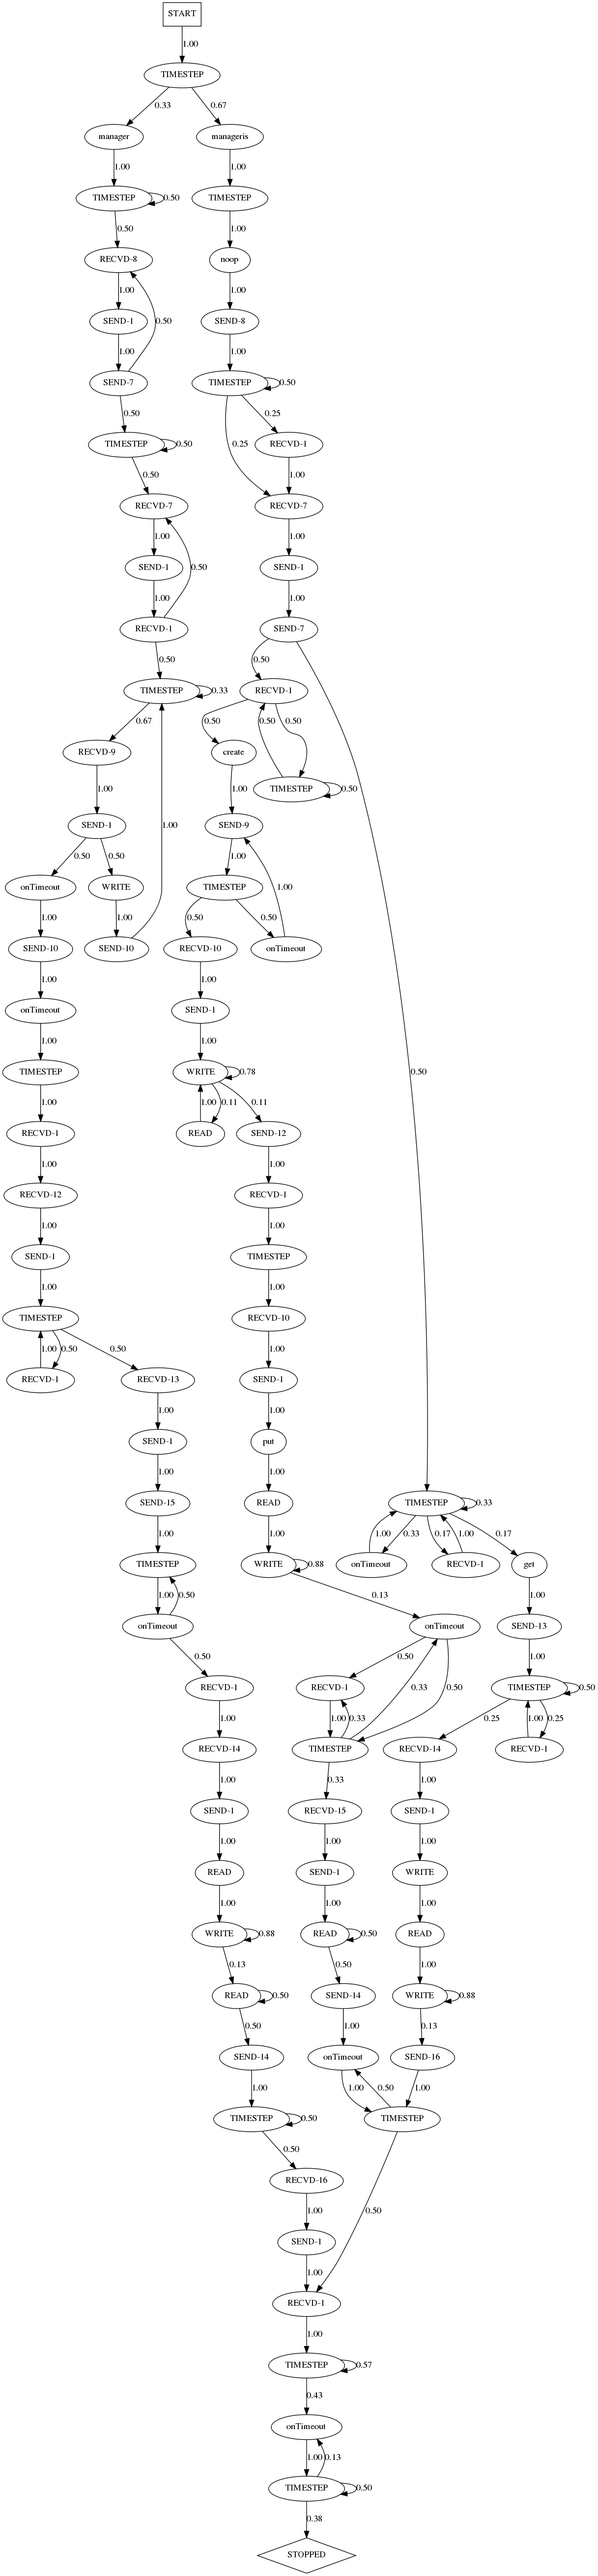 START
1.00
TIMESTEP
0.33 0.67
manager manageris
1.00 1.00
TIMESTEP 0.50 TIMESTEP
0.50 1.00
RECVD-8 noop
1.00 1.00
SEND-1 0.50 SEND-8
1.00 1.00
SEND-7 TIMESTEP 0.50
0.50 0.25
TIMESTEP 0.50 0.25 RECVD-1
0.50 1.00
RECVD-7 RECVD-7
1.00 1.00
SEND-1 0.50 SEND-1
1.00 1.00
RECVD-1 SEND-7
0.50 0.50
TIMESTEP 0.33 RECVD-1
0.67 0.50 0.50 0.50
RECVD-9 create
1.00 1.00 TIMESTEP 0.50
SEND-1 1.00 SEND-9
0.50 0.50 1.00 1.00
onTimeout WRITE TIMESTEP
1.00 1.00 0.50 0.50
SEND-10 SEND-10 RECVD-10 onTimeout
1.00 1.00
onTimeout SEND-1
1.00 1.00 0.50
TIMESTEP WRITE 0.78
1.00 1.00 0.11 0.11
RECVD-1 READ SEND-12
1.00 1.00
RECVD-12 RECVD-1
1.00 1.00
SEND-1 TIMESTEP
1.00 1.00
TIMESTEP RECVD-10
1.00 0.50 0.50 1.00
RECVD-1 RECVD-13 SEND-1
1.00 1.00
SEND-1 put
1.00 1.00
SEND-15 READ TIMESTEP 0.33
1.00 1.00 1.00 0.33 0.17 1.00 0.17
TIMESTEP WRITE 0.88 onTimeout RECVD-1 get
1.00 0.50 0.13 1.00
onTimeout onTimeout SEND-13
0.50 0.50 0.50 1.00
RECVD-1 RECVD-1 TIMESTEP 0.50
1.00 1.00 0.33 0.33 0.25 1.00 0.25
RECVD-14 TIMESTEP RECVD-14 RECVD-1
1.00 0.33 1.00
SEND-1 RECVD-15 SEND-1
1.00 1.00 1.00
READ SEND-1 WRITE
1.00 1.00 1.00
WRITE 0.88 READ 0.50 READ
0.13 0.50 1.00
READ 0.50 SEND-14 WRITE 0.88
0.50 1.00 0.13
SEND-14 onTimeout SEND-16
1.00 1.00 0.50 1.00
TIMESTEP 0.50 TIMESTEP
0.50
RECVD-16
1.00 0.50
SEND-1
1.00
RECVD-1
1.00
TIMESTEP 0.57
0.43
onTimeout
1.00 0.13
TIMESTEP 0.50
0.38
STOPPED